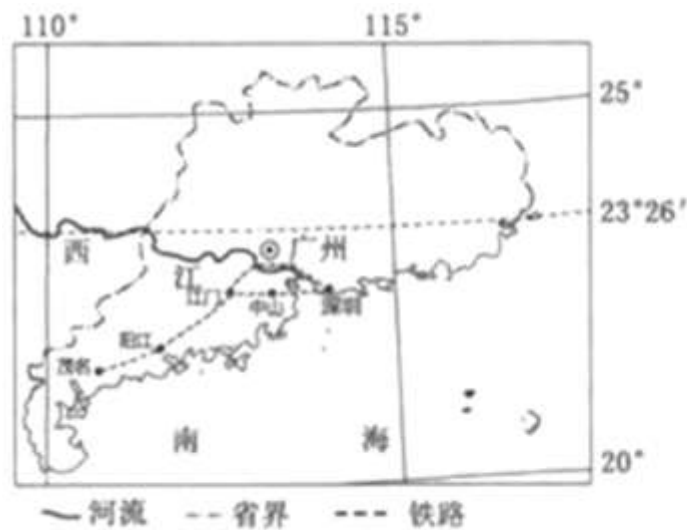 110° 115°
25°
23°26′
广州
西
江
江门
中山
深圳
阳江
茂名
南 海
20°
河流 省界 铁路